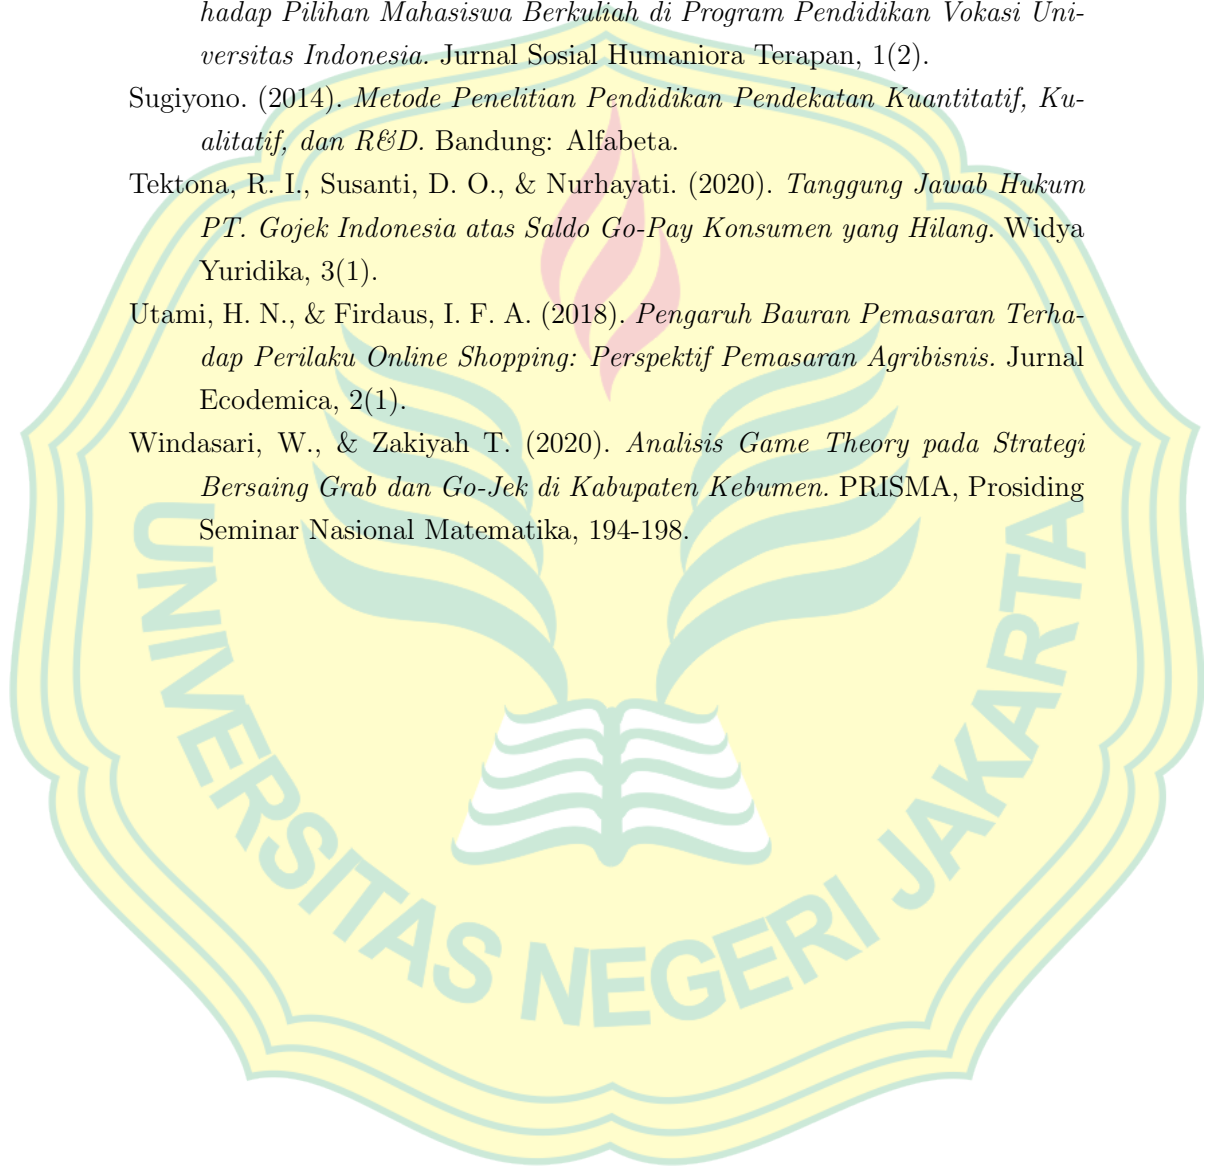 hadap Pilihan Mahasiswa Berkuliah di Program Pendidikan Vokasi Uni-
versitas Indonesia. Jurnal Sosial Humaniora Terapan, 1(2).
Sugiyono. (2014). Metode Penelitian Pendidikan Pendekatan Kuantitatif, Ku-
alitatif, dan R&D. Bandung: Alfabeta.
Tektona, R. I., Susanti, D. O., & Nurhayati. (2020). Tanggung Jawab Hukum
PT. Gojek Indonesia atas Saldo Go-Pay Konsumen yang Hilang. Widya
Yuridika, 3(1).
Utami, H. N., & Firdaus, I. F. A. (2018). Pengaruh Bauran Pemasaran Terha-
dap Perilaku Online Shopping: Perspektif Pemasaran Agribisnis. Jurnal
Ecodemica, 2(1).
Windasari, W., & Zakiyah T. (2020). Analisis Game Theory pada Strategi
Bersaing Grab dan Go-Jek di Kabupaten Kebumen. PRISMA, Prosiding
Seminar Nasional Matematika, 194-198.
UNIVERSITAS NEGERI JAKARTA